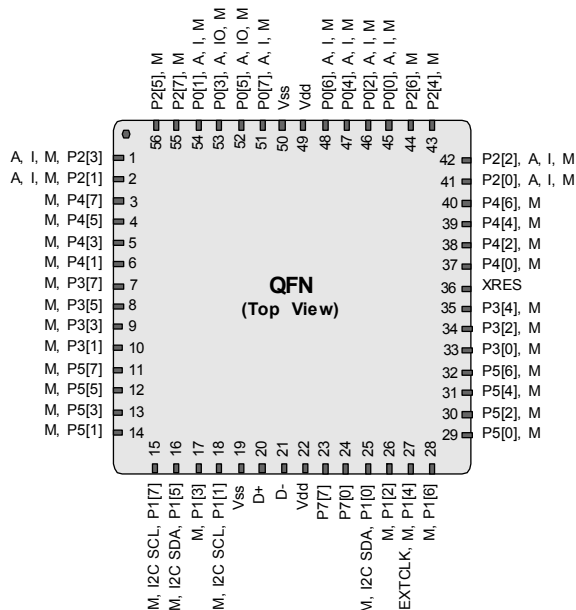 P2[5], M
P2[7], M
P0[1], A, I, M
P0[3], A, IO, M
P0[5], A, IO, M
P0[7], A, I, M
Vss
Vdd
P0[6], A, I, M
P0[4], A, I, M
P0[2], A, I, M
P0[0], A, I, M
P2[6], M
P2[4], M
56
55
54
53
52
51
50
49
48
47
46
45
44
43
A, I, M, P2[3]
A, I, M, P2[1]
M, P4[7]
M, P4[5]
M, P4[3]
M, P4[1]
M, P3[7]
M, P3[5]
M, P3[3]
M, P3[1]
M, P5[7]
M, P5[5]
M, P5[3]
M, P5[1]
1
2
3
4
5
6
7
8
9
10
11
12
13
14
QFN
(Top View)
42
41
40
39
38
37
36
35
34
33
32
31
30
29
P2[2], A, I, M
P2[0], A, I, M
P4[6], M
P4[4], M
P4[2], M
P4[0], M
XRES
P3[4], M
P3[2], M
P3[0], M
P5[6], M
P5[4], M
P5[2], M
P5[0], M
15
16
17
18
19
20
21
22
23
24
25
26
27
28
M, I2C SCL, P1[7]
M, I2C SDA, P1[5]
M, P1[3]
M, I2C SCL, P1[1]
Vss
D+
D-
Vdd
P7[7]
P7[0]
M, I2C SDA, P1[0]
M, P1[2]
EXTCLK, M, P1[4]
M, P1[6]